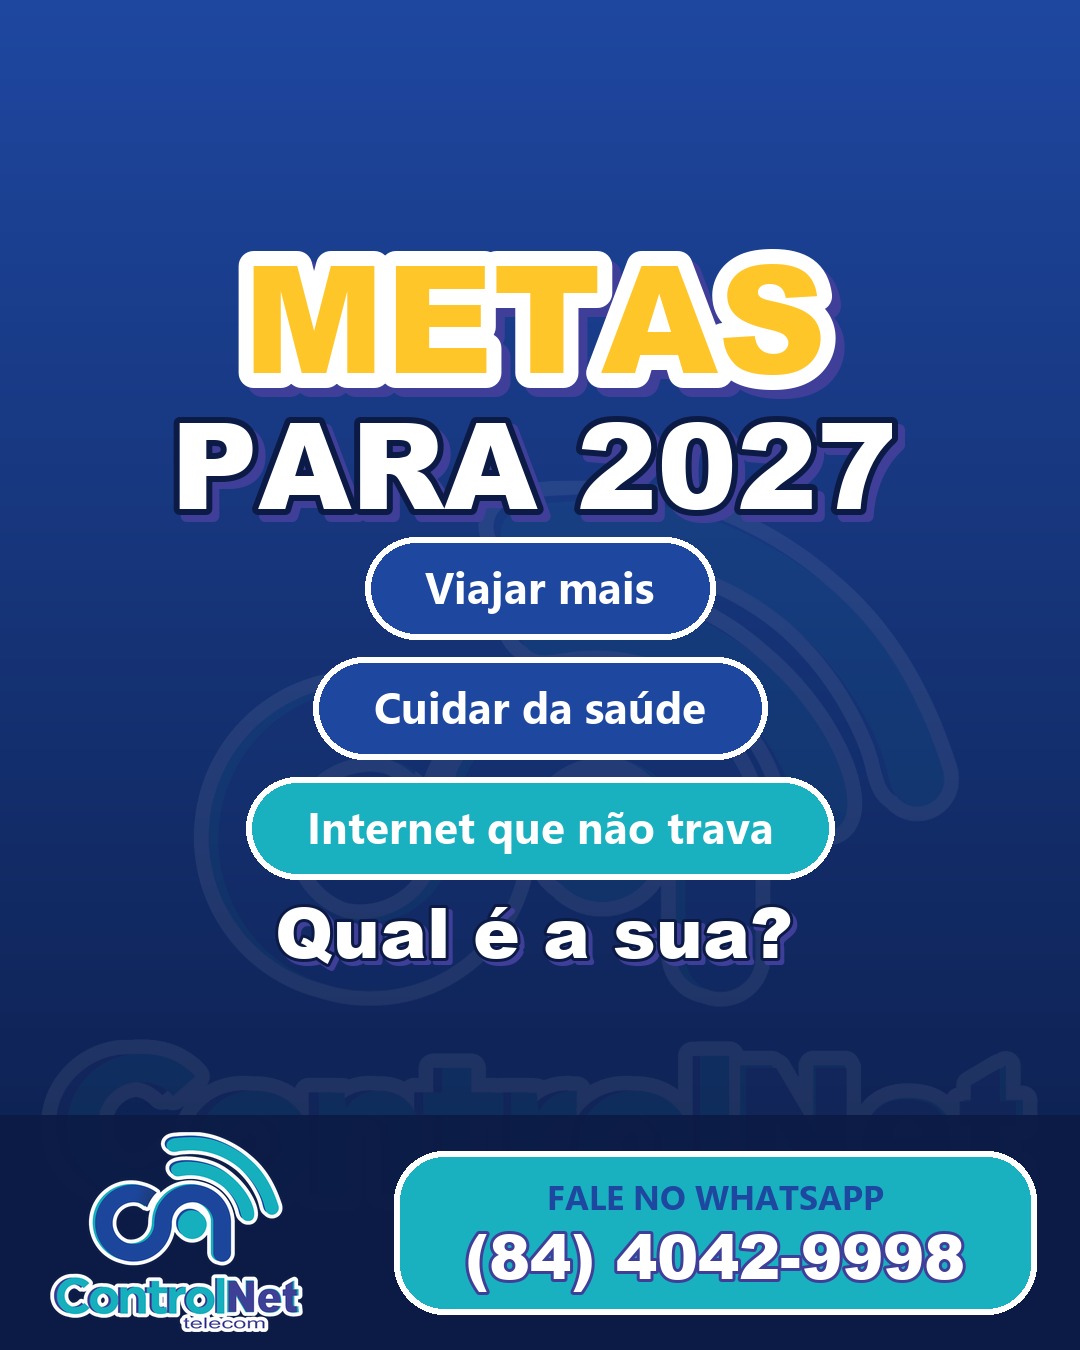 METAS
PARA 2027
Viajar mais
Cuidar da saúde
Internet que não trava
Qual é a sua?
ControlNet
ControlNet
telecom
FALE NO WHATSAPP
(84) 4042-9998